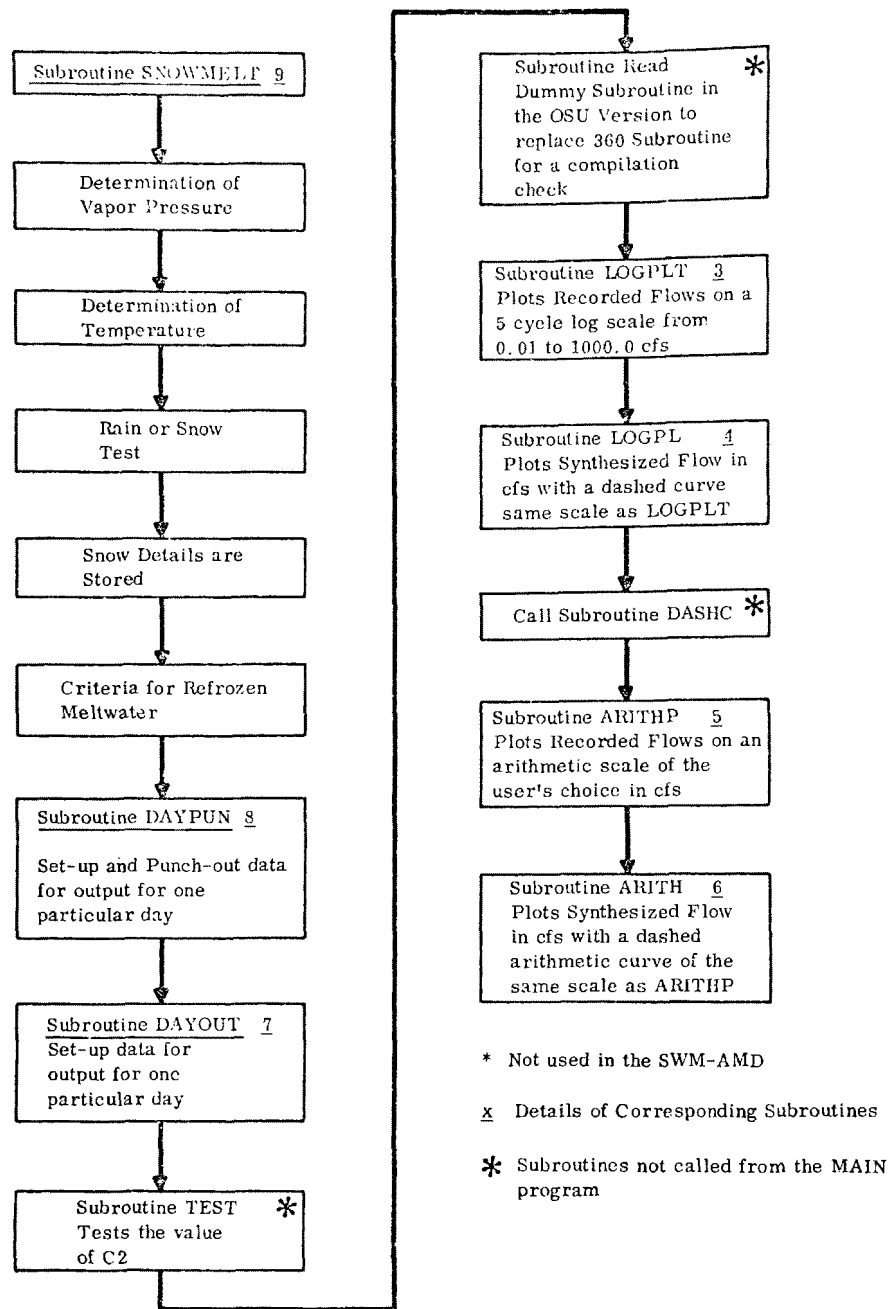 Subroutine SNOWMELT 9
Determination of
Vapor Pressure
Determination of
Temperature
Rain or Snow
Test
Snow Details are
Stored
Criteria for Refrozen
Meltwater
Subroutine DAYPUN 8
Set-up and Punch-out data
for output for one
particular day
Subroutine DAYOUT 7
Set-up data for
output for one
particular day
Subroutine TEST *
Tests the value
of C2
Subroutine Read *
Dummy Subroutine in
the OSU Version to
replace 360 Subroutine
for a compilation
check
Subroutine LOGPLT 3
Plots Recorded Flows on a
5 cycle log scale from
0.01 to 1000.0 cfs
Subroutine LOGPL 4
Plots Synthesized Flow in
cfs with a dashed curve
same scale as LOGPLT
Call Subroutine DASHC *
Subroutine ARITHP 5
Plots Recorded Flows on an
arithmetic scale of the
user's choice in cfs
Subroutine ARITH 6
Plots Synthesized Flow
in cfs with a dashed
arithmetic curve of the
same scale as ARITHP
* Not used in the SWM-AMD
x Details of Corresponding Subroutines
* Subroutines not called from the MAIN
program